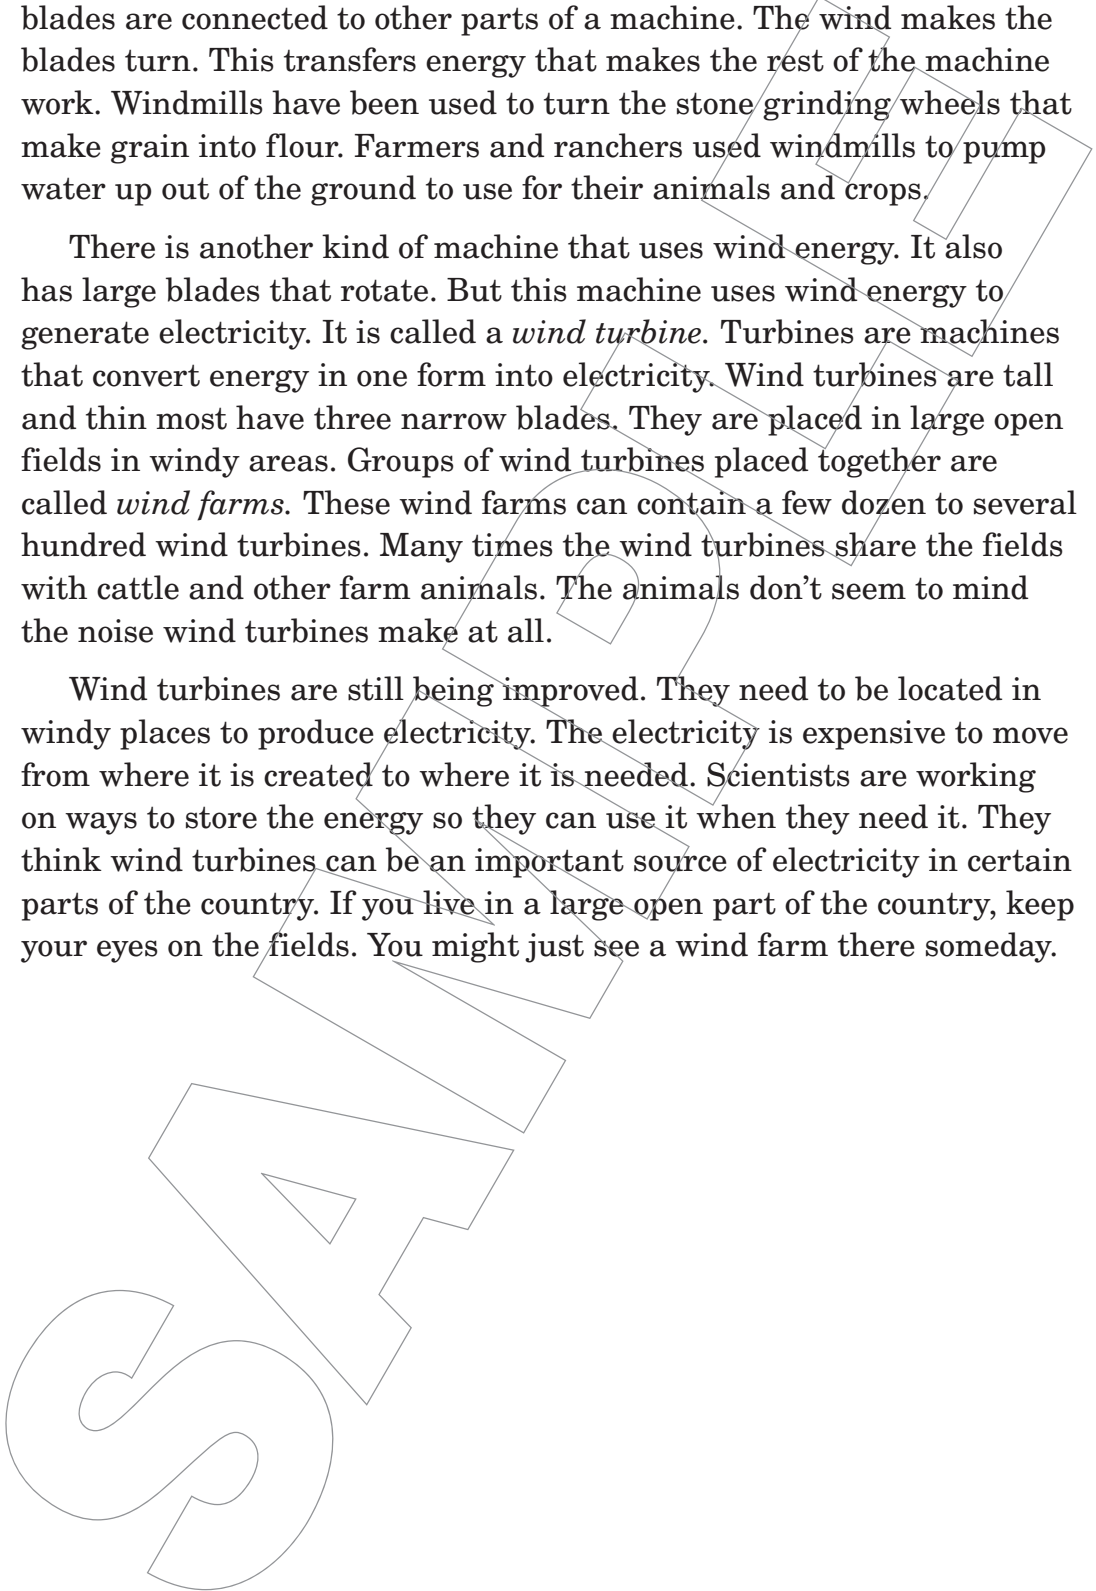 blades are connected to other parts of a machine. The wind makes the
blades turn. This transfers energy that makes the rest of the machine
work. Windmills have been used to turn the stone grinding wheels that
make grain into flour. Farmers and ranchers used windmills to pump
water up out of the ground to use for their animals and crops.
There is another kind of machine that uses wind energy. It also
has large blades that rotate. But this machine uses wind energy to
generate electricity. It is called a wind turbine. Turbines are machines
that convert energy in one form into electricity. Wind turbines are tall
and thin most have three narrow blades. They are placed in large open
fields in windy areas. Groups of wind turbines placed together are
called wind farms. These wind farms can contain a few dozen to several
hundred wind turbines. Many times the wind turbines share the fields
with cattle and other farm animals. The animals don’t seem to mind
the noise wind turbines make at all.
Wind turbines are still being improved. They need to be located in
windy places to produce electricity. The electricity is expensive to move
from where it is created to where it is needed. Scientists are working
on ways to store the energy so they can use it when they need it. They
think wind turbines can be an important source of electricity in certain
parts of the country. If you live in a large open part of the country, keep
your eyes on the fields. You might just see a wind farm there someday.
SAMPLE